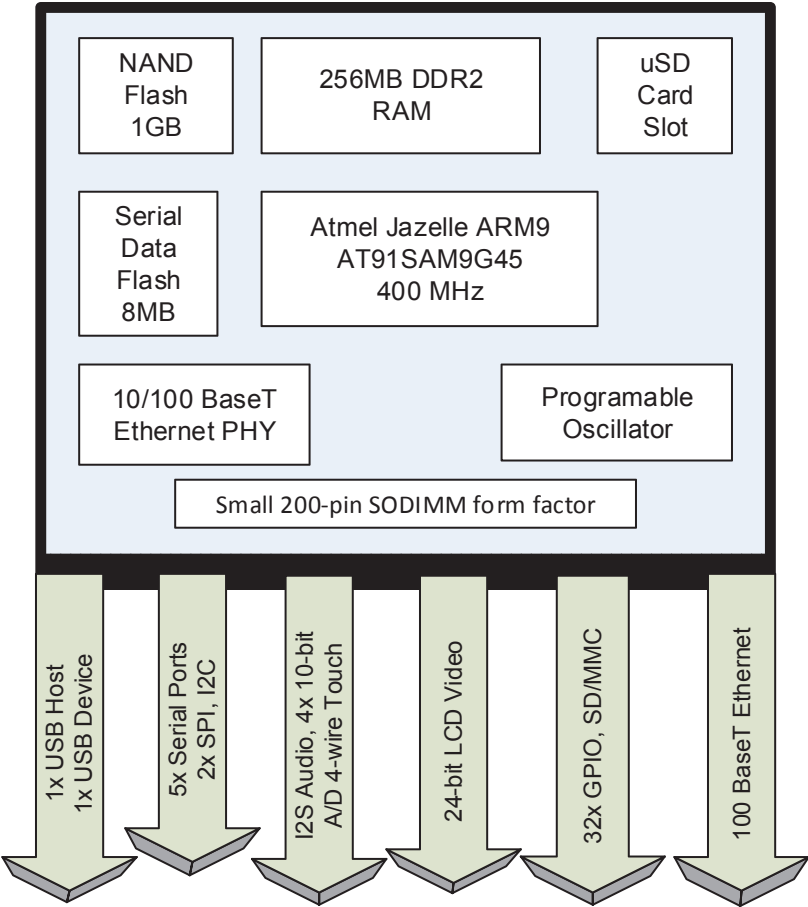 NAND
Flash
1GB
256MB DDR2
RAM
uSD
Card
Slot
Serial
Data
Flash
8MB
Atmel Jazelle ARM9
AT91SAM9G45
400 MHz
10/100 BaseT
Ethernet PHY
Programable
Oscillator
Small 200-pin SODIMM form factor
1x USB Host
1x USB Device
5x Serial Ports
2x SPI, I2C
I2S Audio, 4x 10-bit
A/D 4-wire Touch
24-bit LCD Video
32x GPIO, SD/MMC
100 BaseT Ethernet